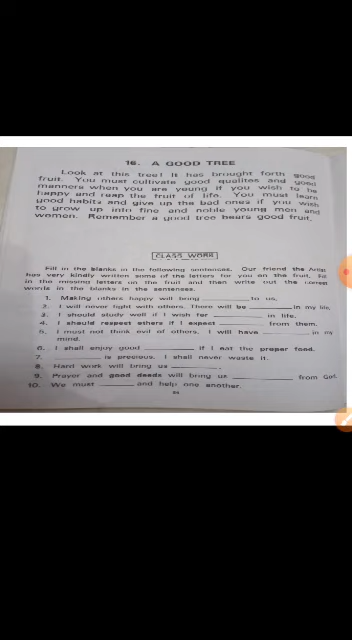 16. A GOOD TREE
Look at this tree! It has brought forth good
fruit. You must cultivate good qualities and good
manners when you are young if you wish to be
happy and reap the fruit of life. You must learn
good habits and give up the bad ones if you wish
to grow up into fine and noble young men and
women. Remember a good tree bears good fruit.
CLASS WORK
Fill in the blanks in the following sentences. Our friend the Artist
has very kindly written some of the letters for you on the fruit. Fill
in the missing letters on the fruit and then write out the correct
words in the blanks in the sentences.
1. Making others happy will bring ________ to us.
2. I will never fight with others. There will be ________ in my life.
3. I should study well if I wish for ________ in life.
4. I should respect others if I expect ________ from them.
5. I must not think evil of others. I will have ________ in my
mind.
6. I shall enjoy good ________ if I eat the proper food.
7. ________ is precious. I shall never waste it.
8. Hard work will bring us ________.
9. Prayer and good deeds will bring us ________ from God.
10. We must ________ and help one another.